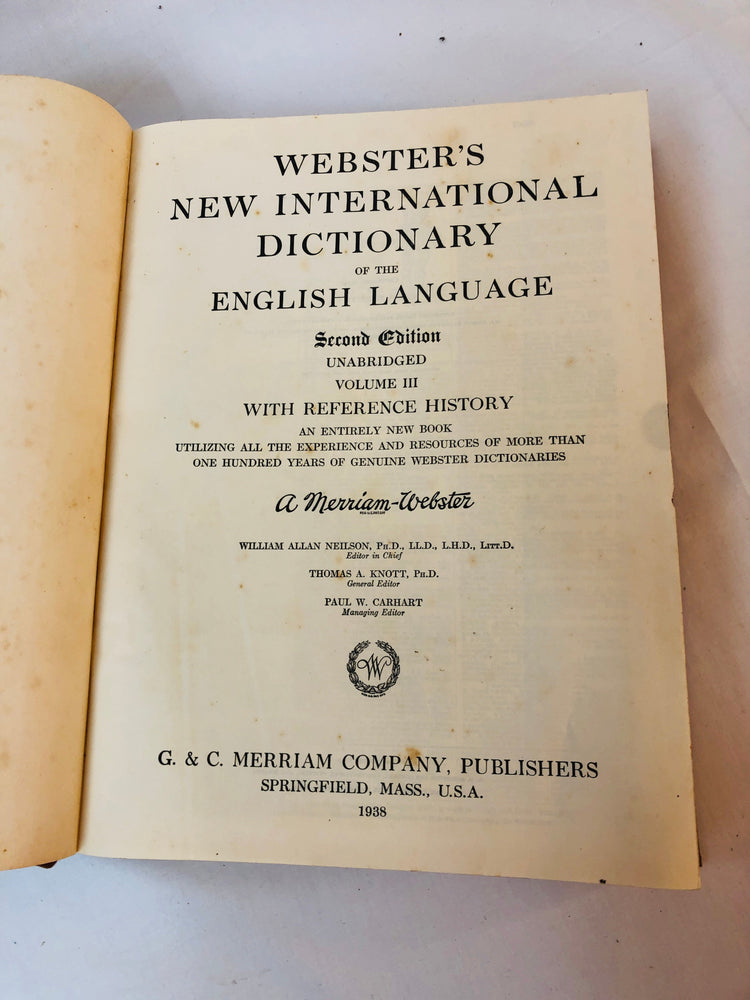 WEBSTER'S
NEW INTERNATIONAL
DICTIONARY
OF THE
ENGLISH LANGUAGE
Second Edition
UNABRIDGED
VOLUME III
WITH REFERENCE HISTORY
AN ENTIRELY NEW BOOK
UTILIZING ALL THE EXPERIENCE AND RESOURCES OF MORE THAN
ONE HUNDRED YEARS OF GENUINE WEBSTER DICTIONARIES
A Merriam-Webster
WILLIAM ALLAN NEILSON, PH.D., LL.D., L.H.D., LITT.D.
Editor in Chief
THOMAS A. KNOTT, PH.D.
General Editor
PAUL W. CARHART
Managing Editor
G. & C. MERRIAM COMPANY, PUBLISHERS
SPRINGFIELD, MASS., U.S.A.
1938